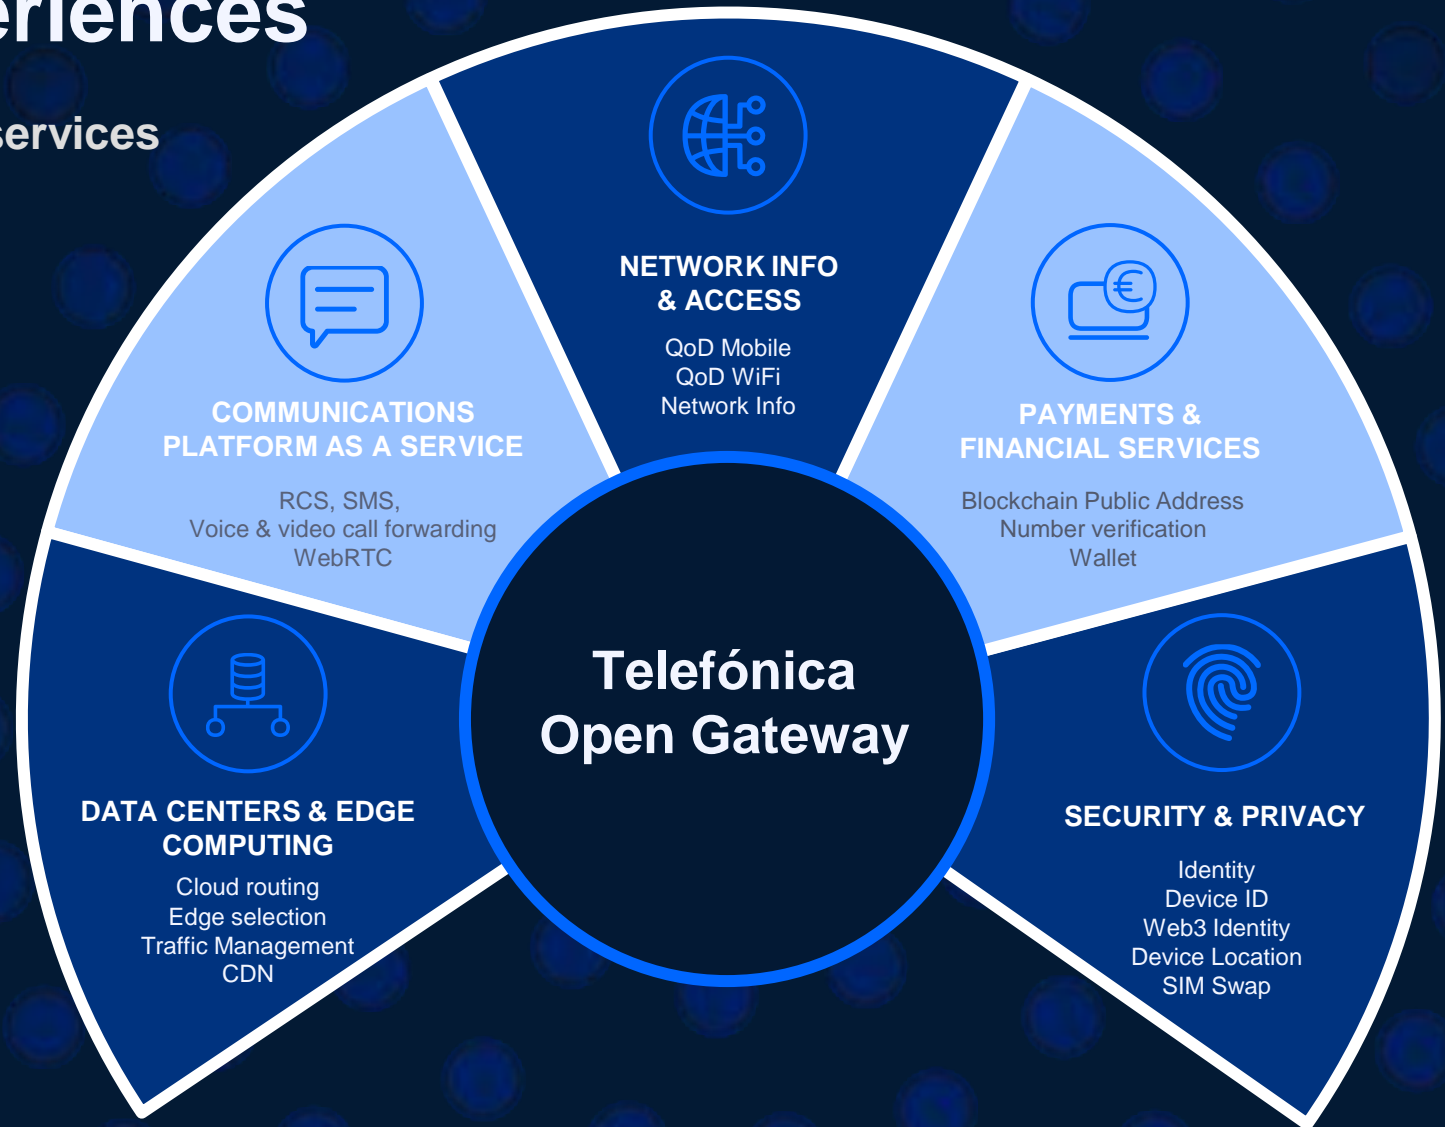 services
COMMUNICATIONS
PLATFORM AS A SERVICE
RCS, SMS,
Voice & video call forwarding
WebRTC
NETWORK INFO
& ACCESS
QoD Mobile
QoD WiFi
Network Info
PAYMENTS &
FINANCIAL SERVICES
Blockchain Public Address
Number verification
Wallet
DATA CENTERS & EDGE
COMPUTING
Cloud routing
Edge selection
Traffic Management
CDN
Telefónica
Open Gateway
SECURITY & PRIVACY
Identity
Device ID
Web3 Identity
Device Location
SIM Swap